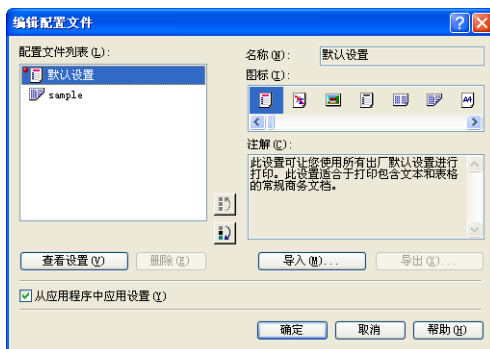 编辑配置文件
配置文件列表(L):
默认设置
sample
名称(N):
默认设置
图标(I):
A4
注解(C):
此设置可让您使用所有出厂默认设置进行
打印。此设置适合于打印包含文本和表格
的常规商务文档。
查看设置(V)
删除(E)
导入(M)...
导出(X)...
从应用程序中应用设置(Y)
确定
取消
帮助(H)